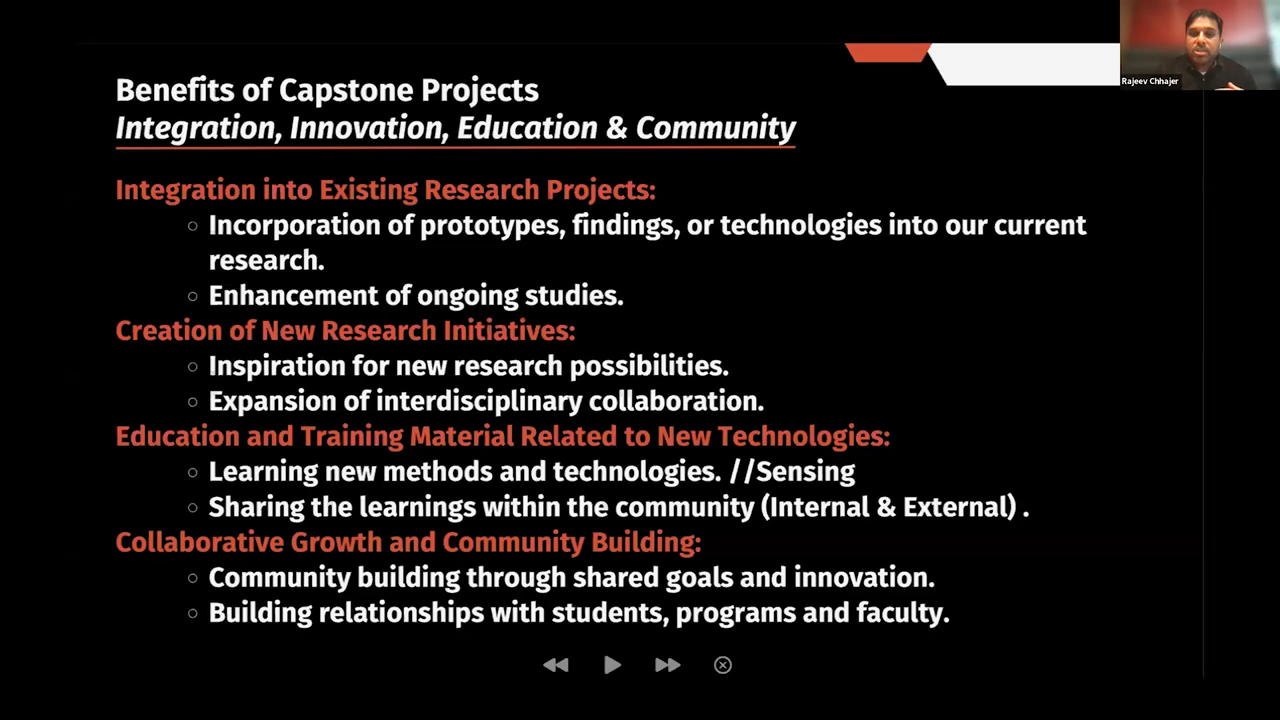 Rajeev Chhajer
Benefits of Capstone Projects
Integration, Innovation, Education & Community
Integration into Existing Research Projects:
Incorporation of prototypes, findings, or technologies into our current
research.
Enhancement of ongoing studies.
Creation of New Research Initiatives:
Inspiration for new research possibilities.
Expansion of interdisciplinary collaboration.
Education and Training Material Related to New Technologies:
Learning new methods and technologies. //Sensing
Sharing the learnings within the community (Internal & External) .
Collaborative Growth and Community Building:
Community building through shared goals and innovation.
Building relationships with students, programs and faculty.